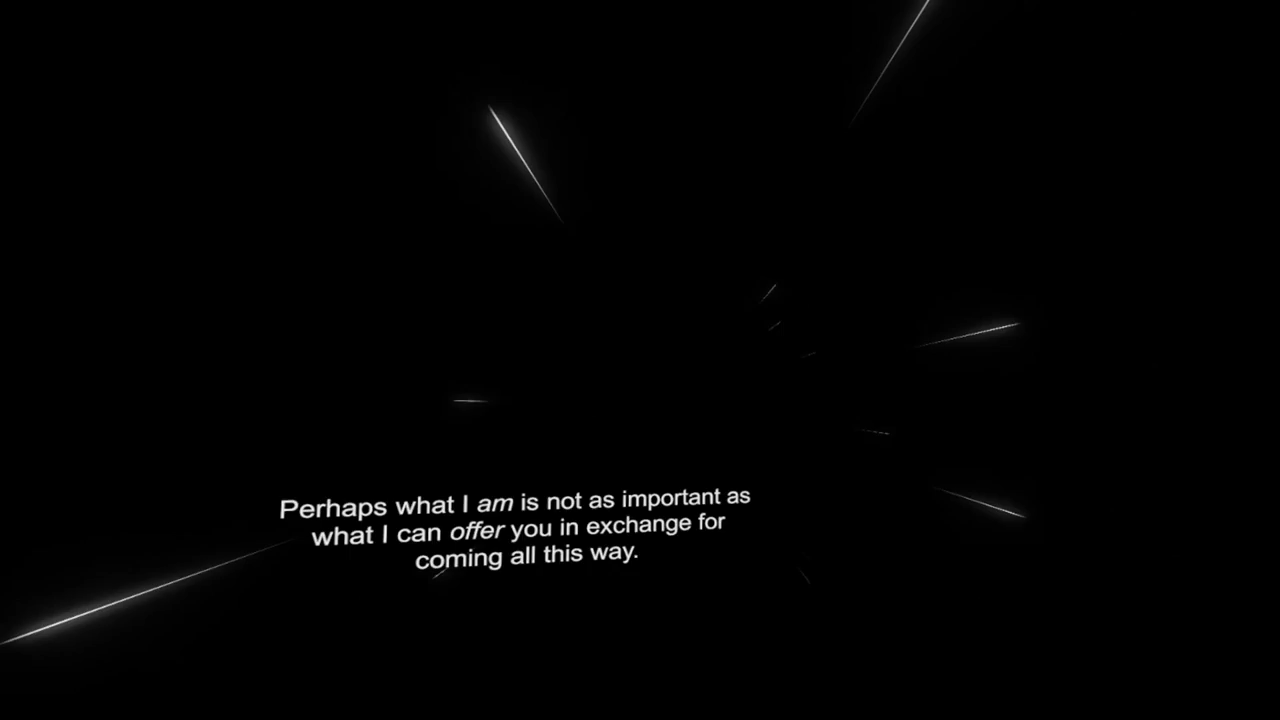 Perhaps what I am is not as important as
what I can offer you in exchange for
coming all this way.